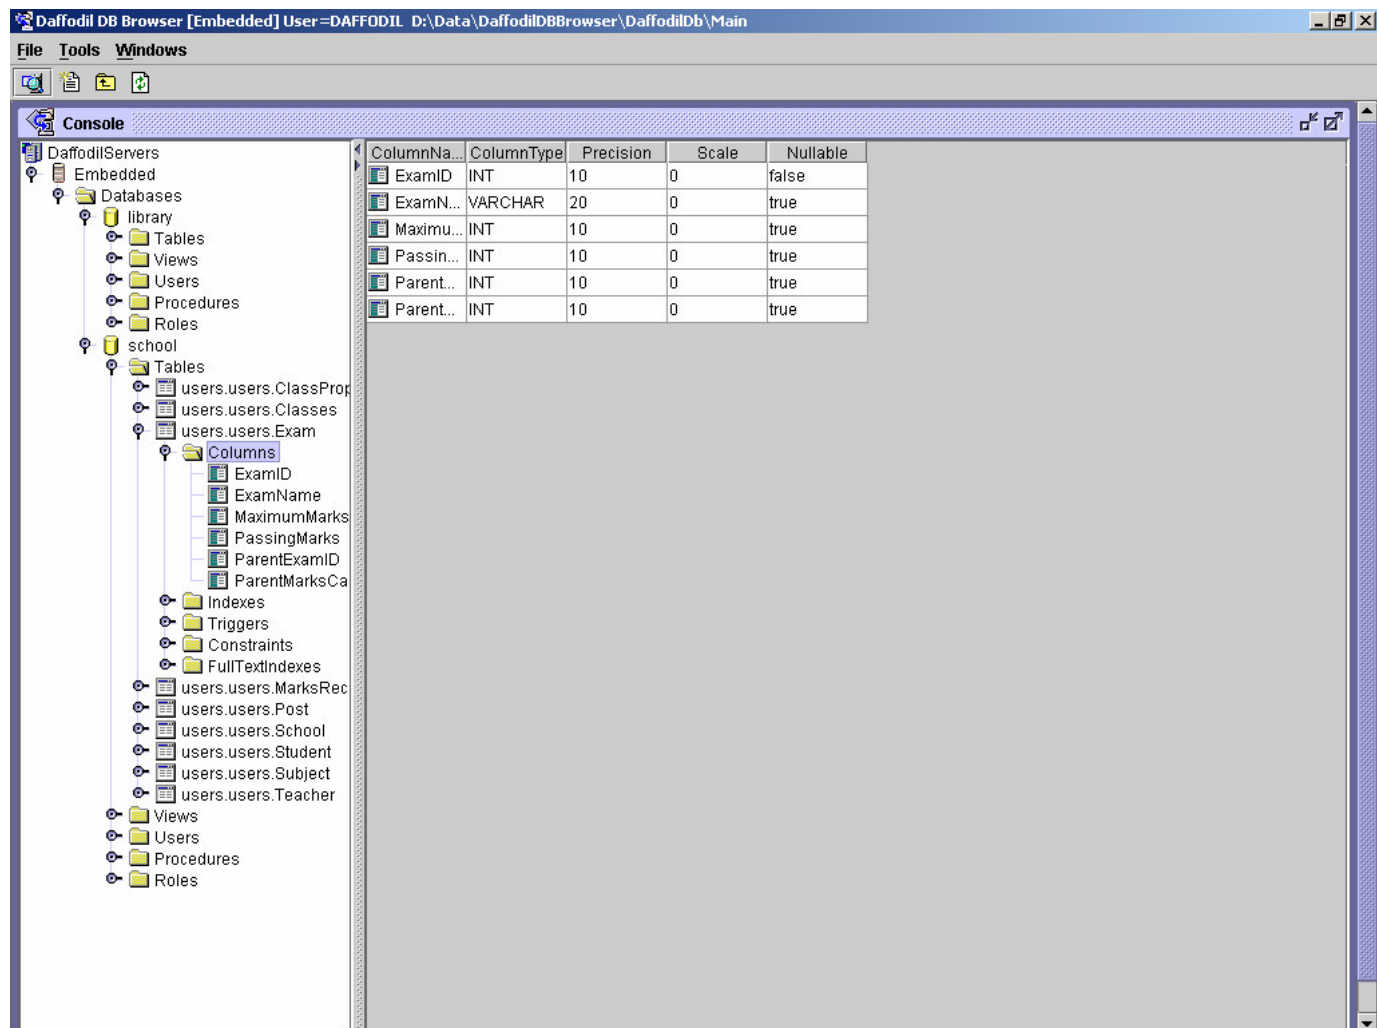 Daffodil DB Browser [Embedded] User=DAFFODIL D:\Data\DaffodilDBBrowser\DaffodilDb\Main
File Tools Windows
Console
DaffodilServers
Embedded
Databases
library
Tables
Views
Users
Procedures
Roles
school
Tables
users.users.ClassProp
users.users.Classes
users.users.Exam
Columns
ExamID
ExamName
MaximumMarks
PassingMarks
ParentExamID
ParentMarksCa
Indexes
Triggers
Constraints
FullTextIndexes
users.users.MarksRec
users.users.Post
users.users.School
users.users.Student
users.users.Subject
users.users.Teacher
Views
Users
Procedures
Roles
ColumnNa... ColumnType Precision Scale Nullable
ExamID INT 10 0 false
ExamN... VARCHAR 20 0 true
Maximu... INT 10 0 true
Passin... INT 10 0 true
Parent... INT 10 0 true
Parent... INT 10 0 true